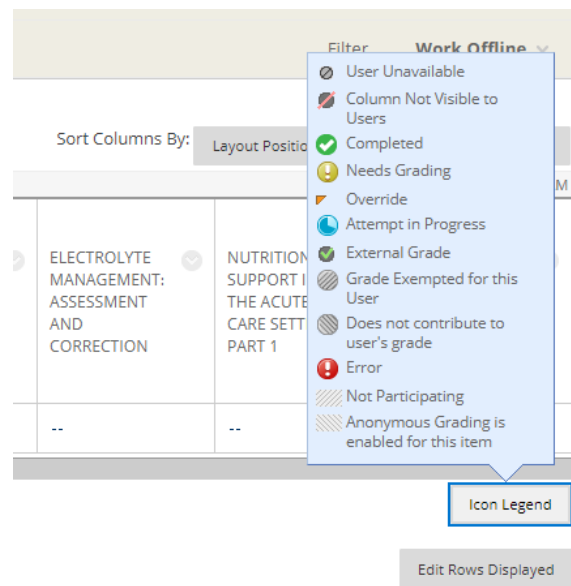 Filter
Work Offline
User Unavailable
Column Not Visible to
Users
Completed
Needs Grading
Override
Attempt in Progress
External Grade
Grade Exempted for this
User
Does not contribute to
user's grade
Error
Not Participating
Anonymous Grading is
enabled for this item
Sort Columns By:
Layout Positio
M
ELECTROLYTE
MANAGEMENT:
ASSESSMENT
AND
CORRECTION
NUTRITION
SUPPORT I
THE ACUTE
CARE SETT
PART 1
--
--
Icon Legend
Edit Rows Displayed